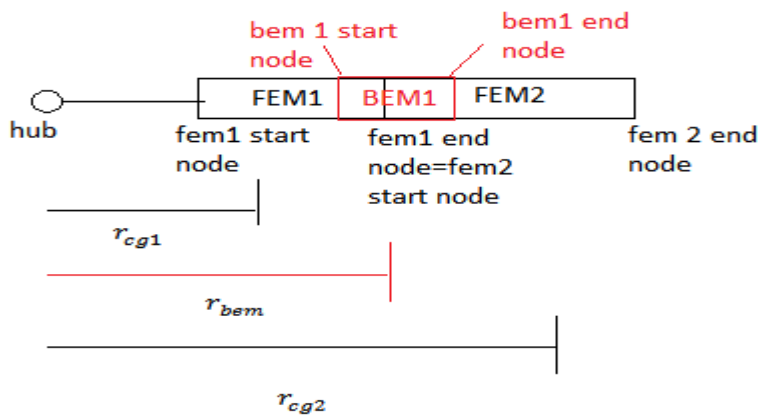 bem 1 start
node
bem1 end
node
FEM1
BEM1
FEM2
hub
fem1 start
node
fem1 end
node=fem2
start node
fem 2 end
node
r_cg1
r_bem
r_cg2